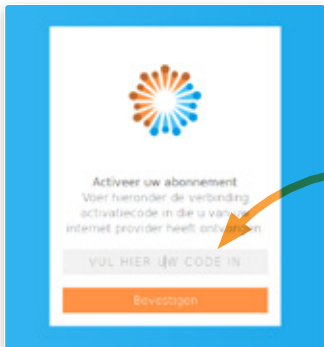 Activeer uw abonnement
Voer hieronder de verbinding
activatiecode in die u van uw
internet provider heeft ontvangen
VUL HIER UW CODE IN
Bevestigen